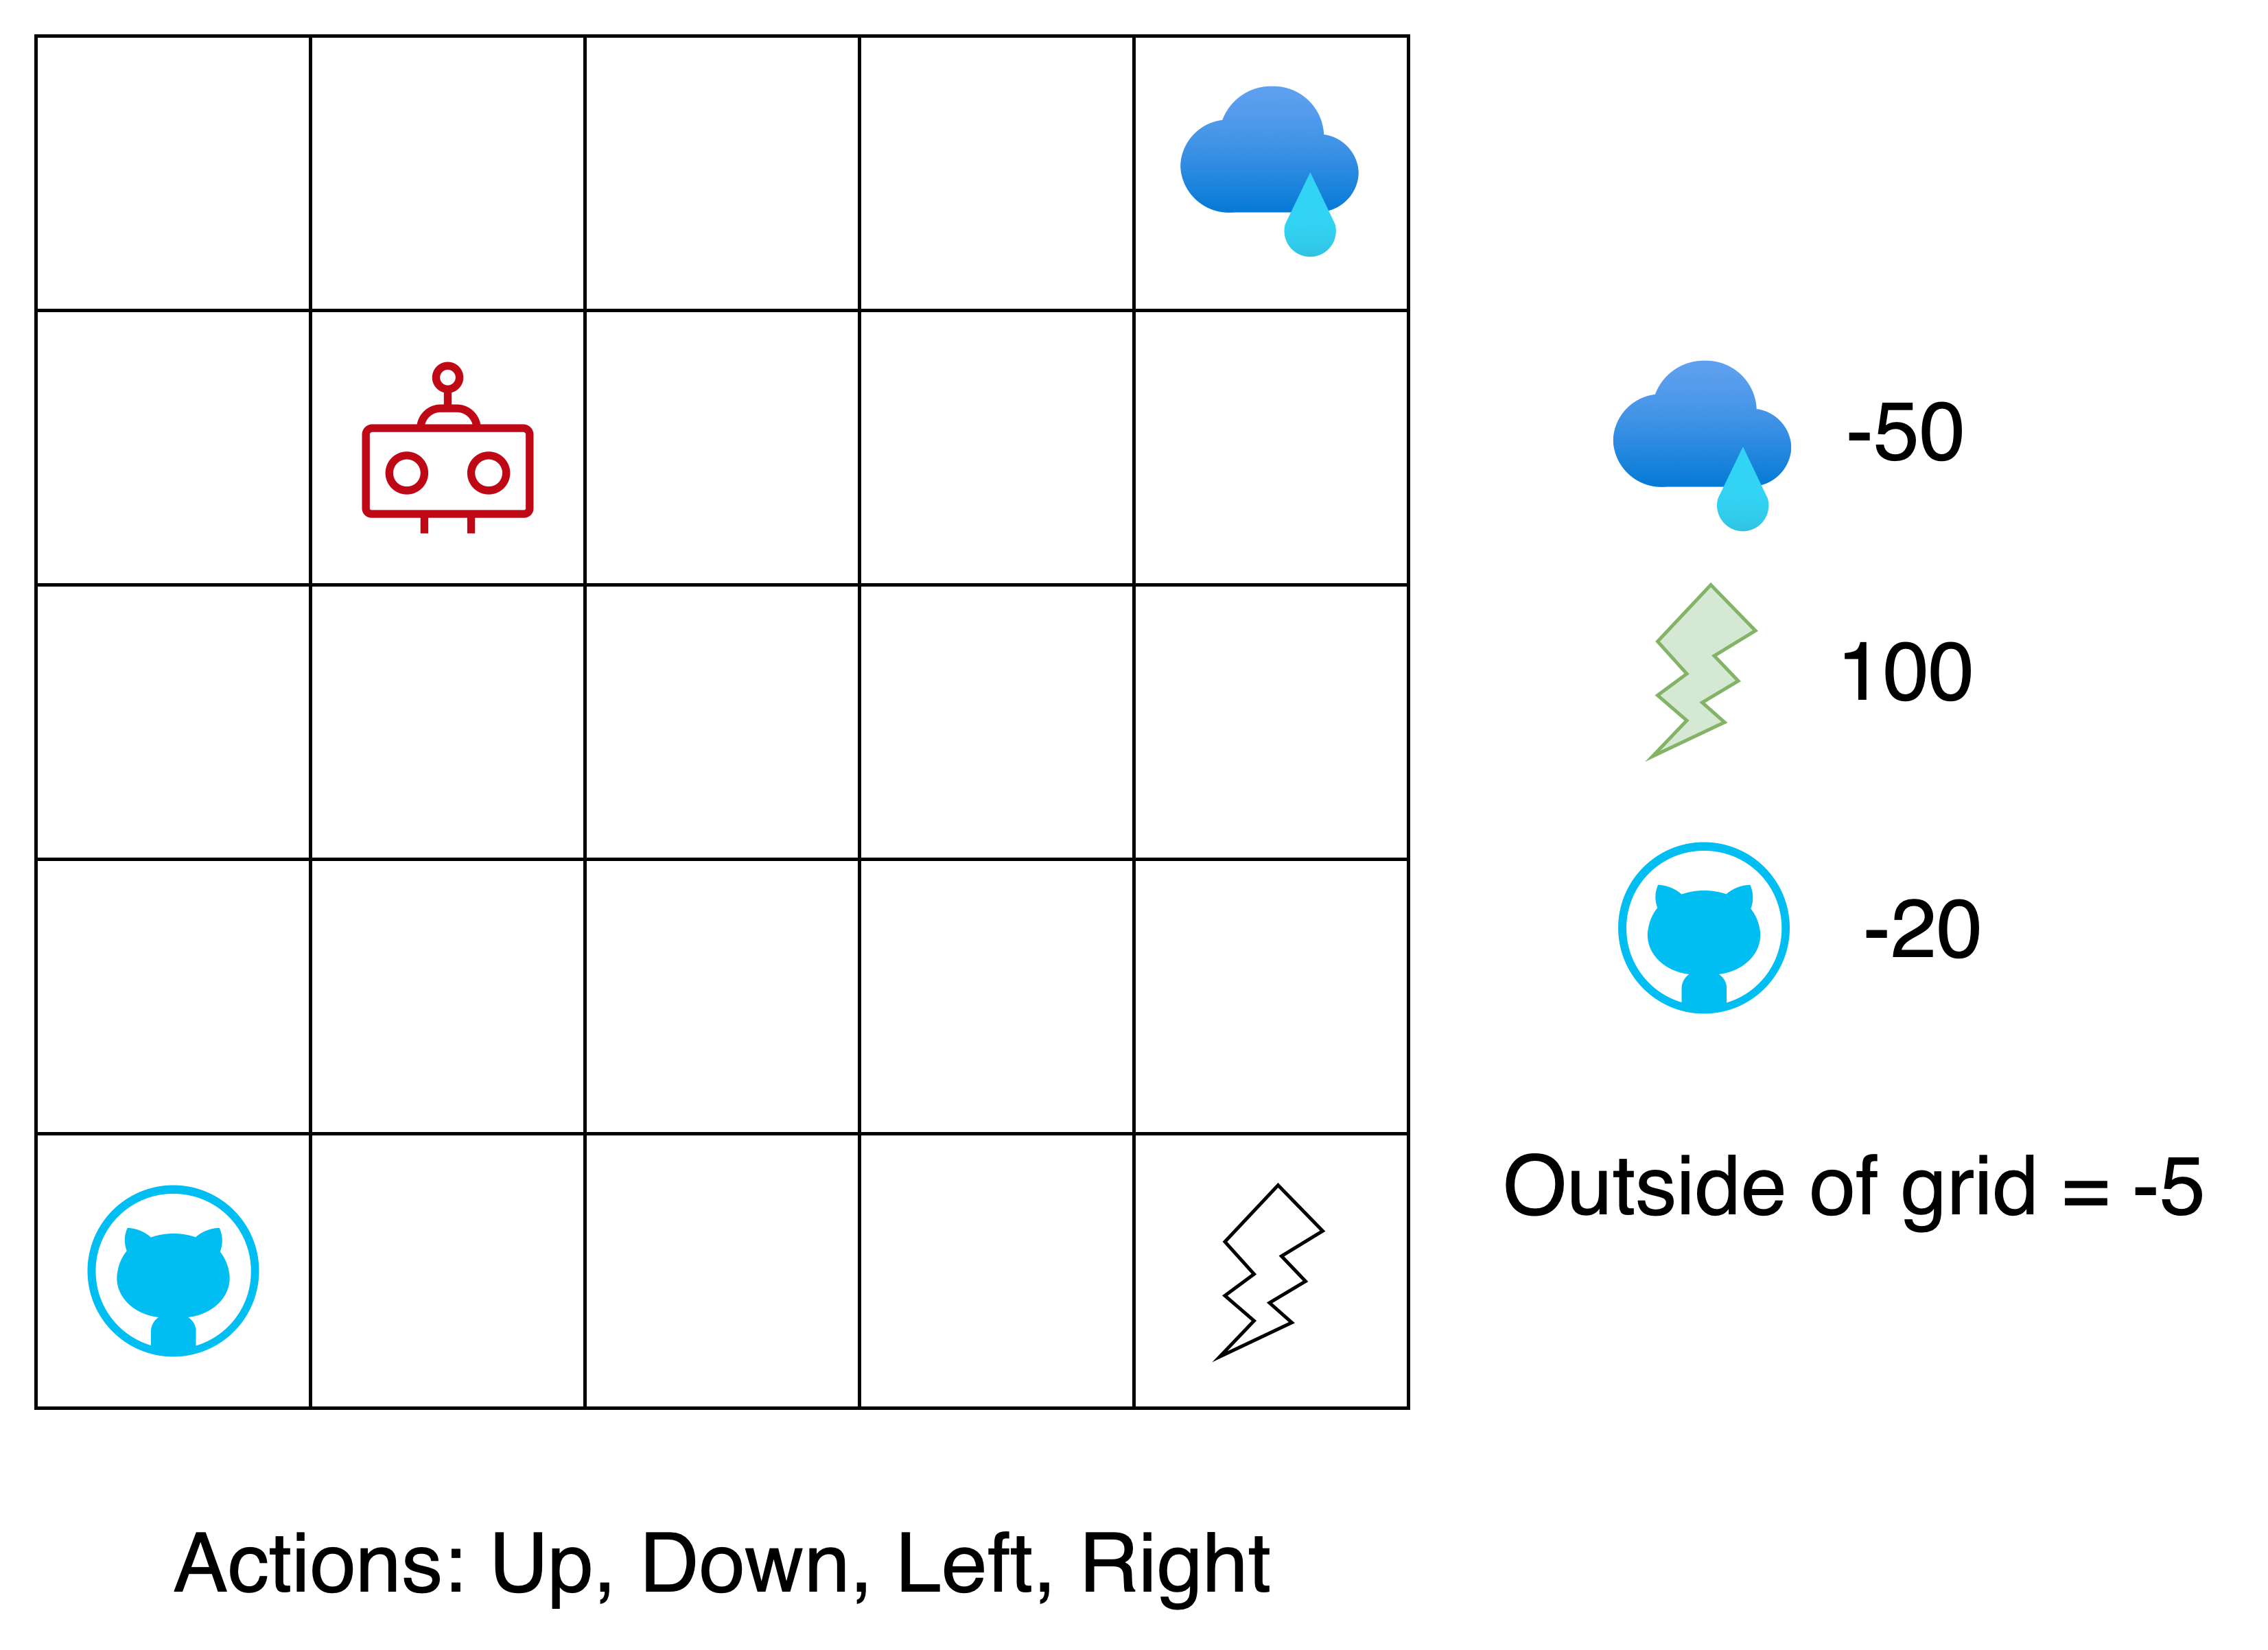 -50
100
-20
Outside of grid = -5
Actions: Up, Down, Left, Right